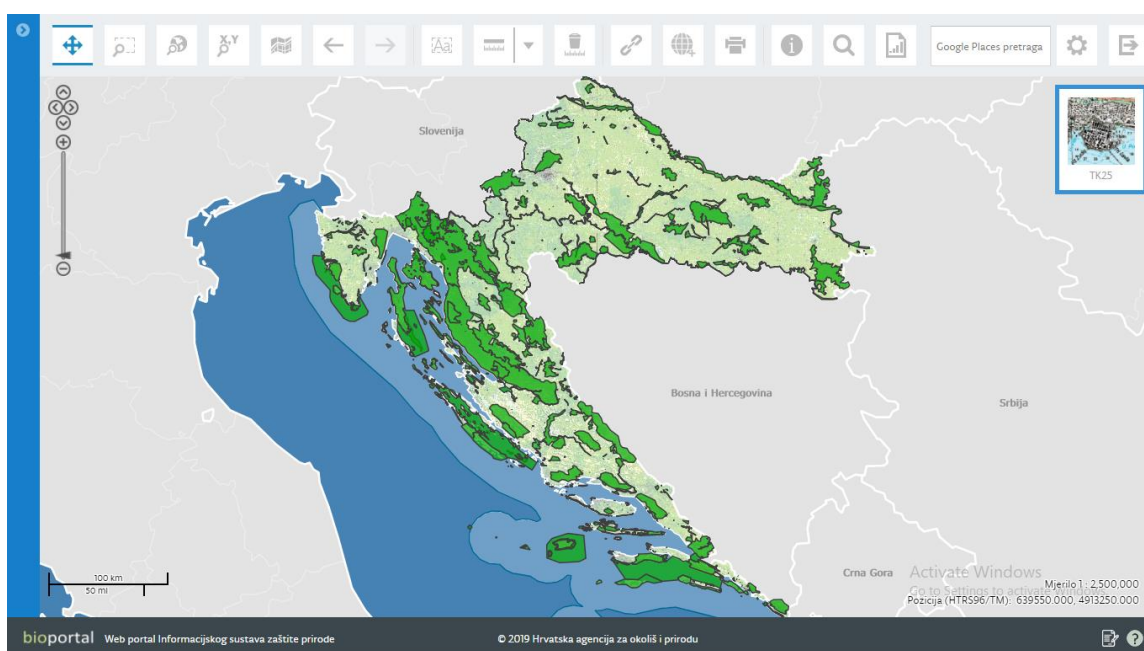 X,Y
Aa
Google Places pretraga
Slovenija
TK25
Bosna i Hercegovina
Srbija
Crna Gora
Activate Windows
Go to Settings to activate Windows.
Mjerilo 1 : 2,500,000
Pozicija (HTRS96/TM): 639550.000, 4913250.000
100 km
50 mi
bioportal Web portal Informacijskog sustava zaštite prirode © 2019 Hrvatska agencija za okoliš i prirodu